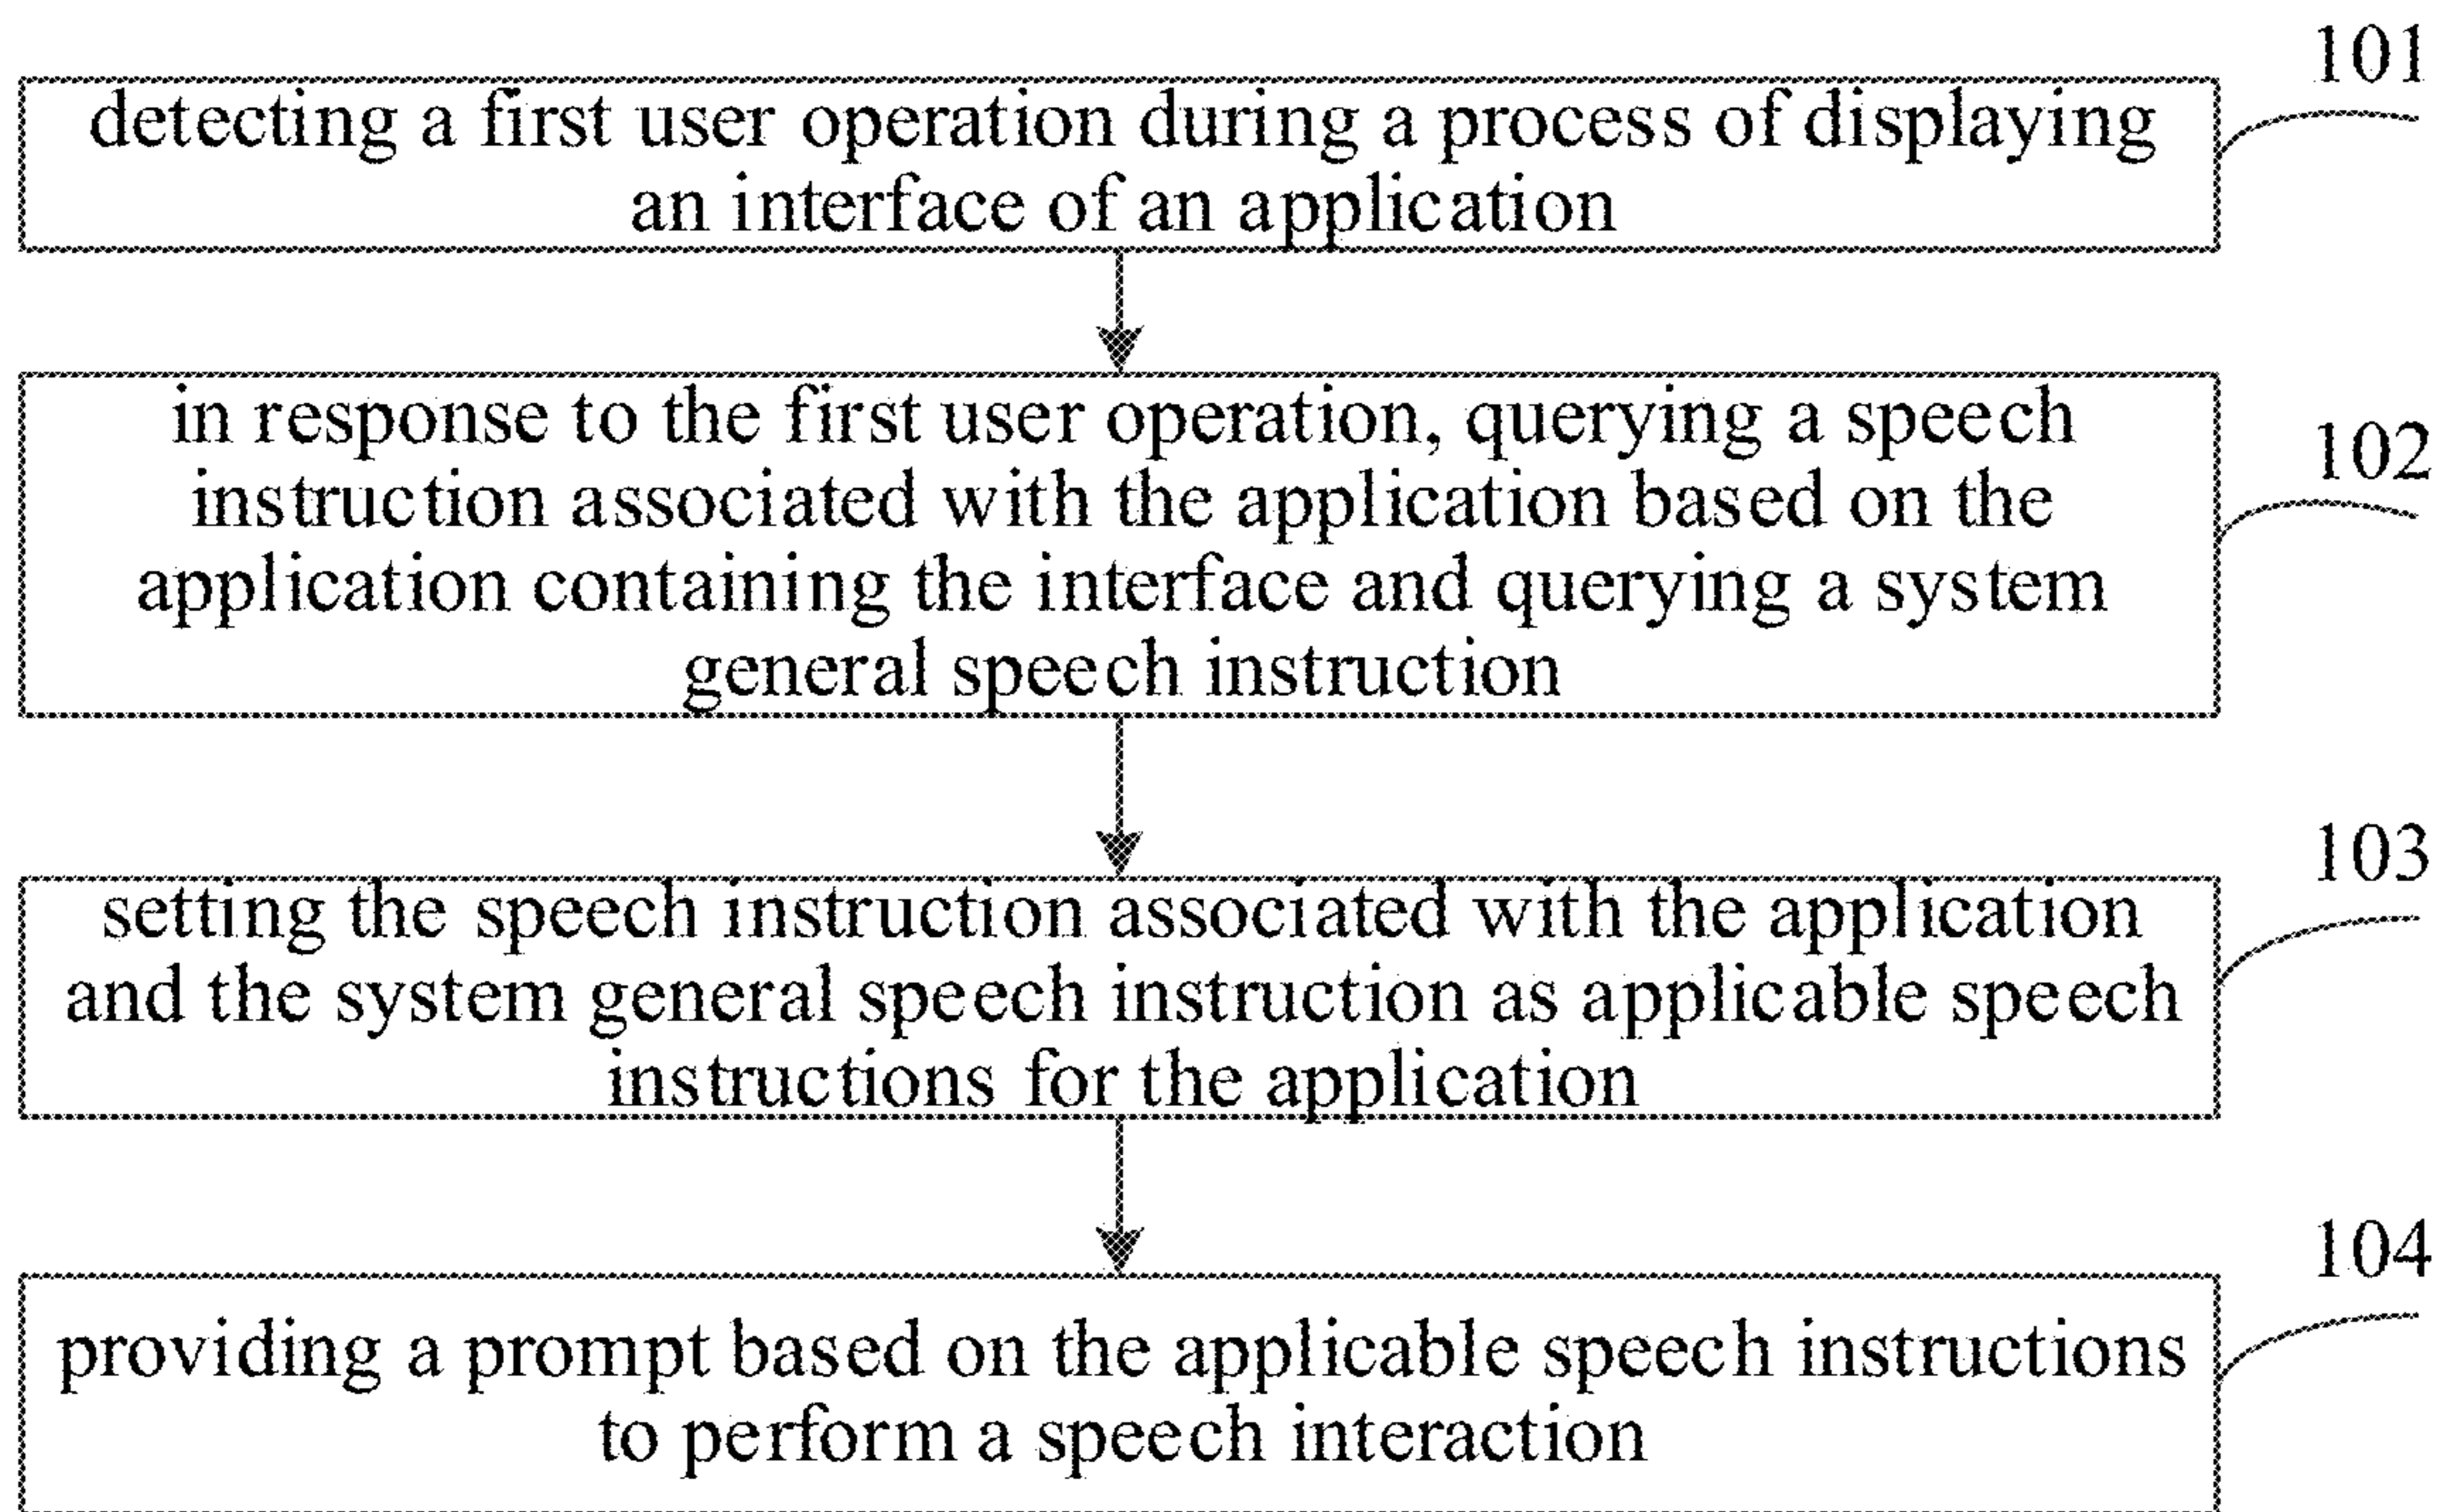 101
detecting a first user operation during a process of displaying
an interface of an application
in response to the first user operation, querying a speech
102
instruction associated with the application based on the
application containing the interface and querying a system
general speech instruction
103
setting the speech instruction associated with the application
and the system general speech instruction as applicable speech
instructions for the application
104
providing a prompt based on the applicable speech instructions
to perform a speech interaction